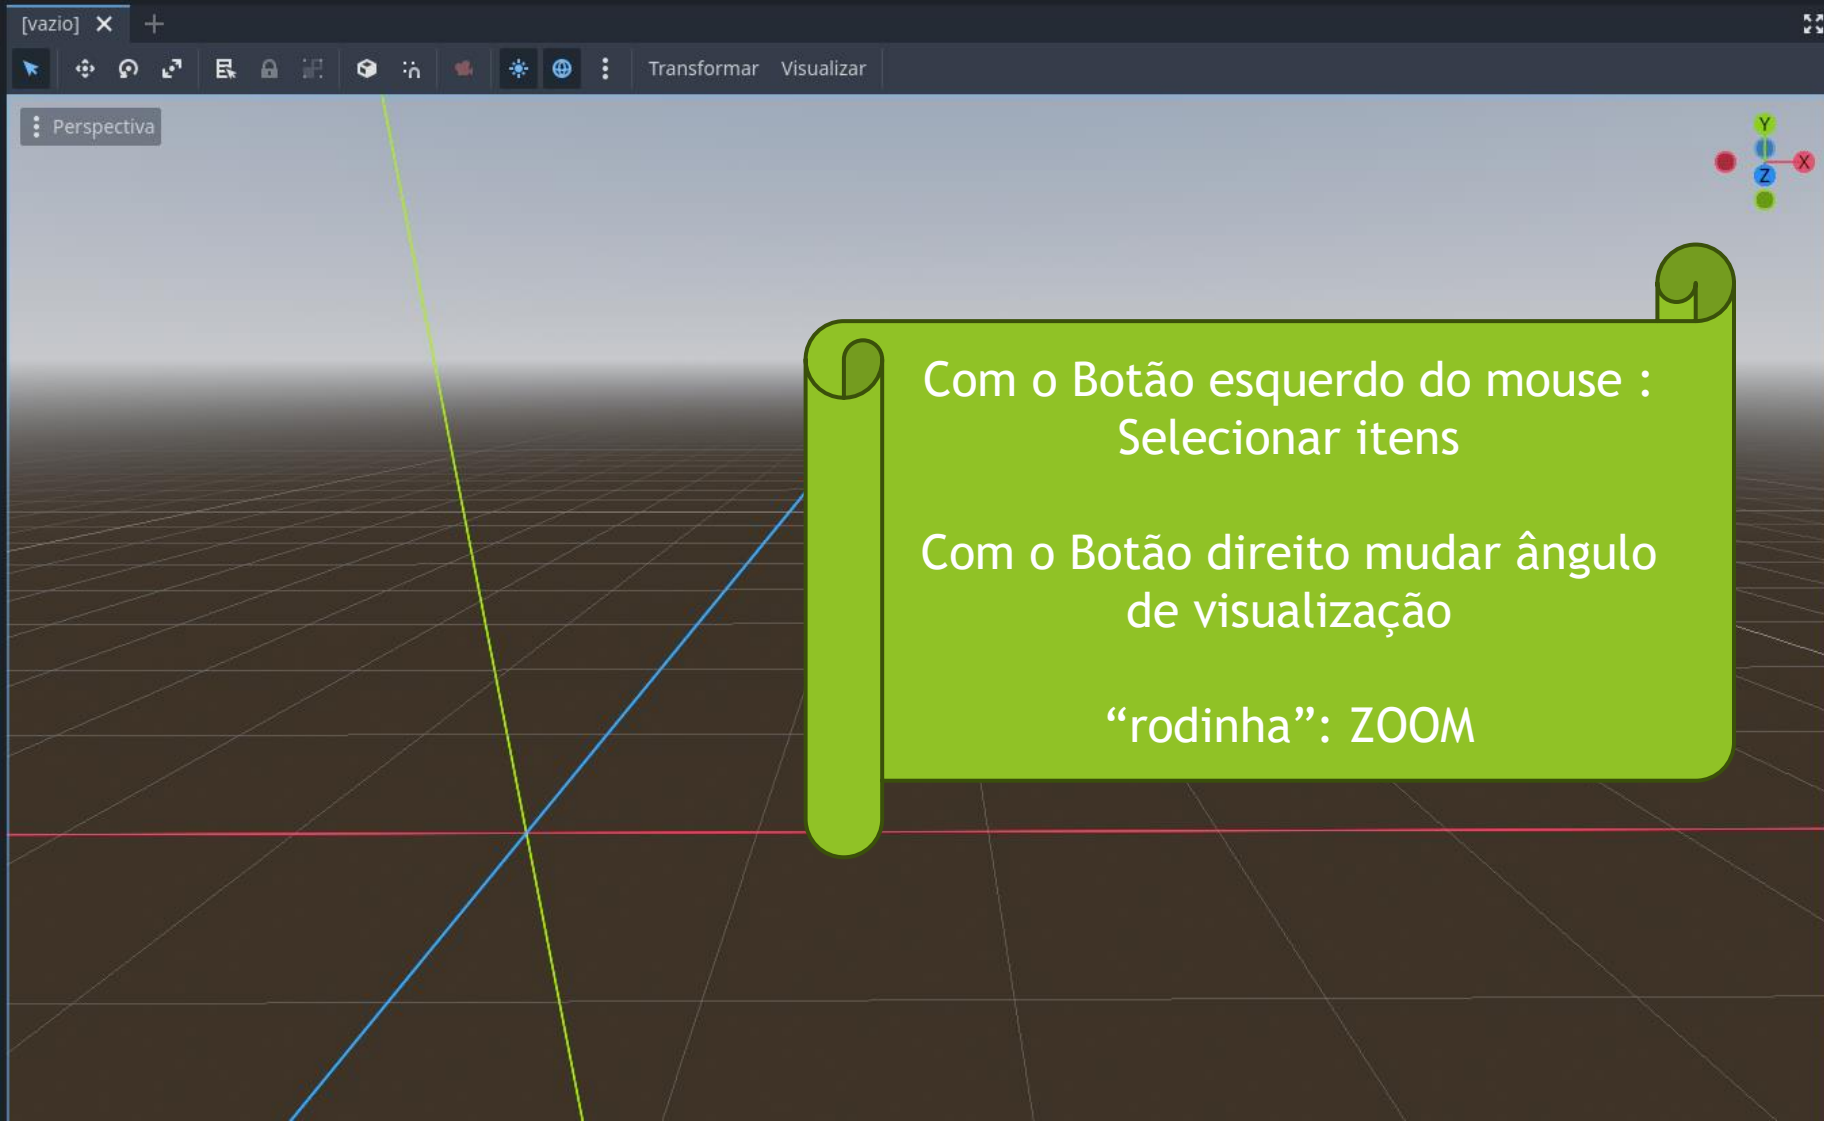 [vazio]
Transformar Visualizar
Perspectiva
Y
X
Z
Com o Botão esquerdo do mouse :
Selecionar itens
Com o Botão direito mudar ângulo
de visualização
“rodinha”: ZOOM